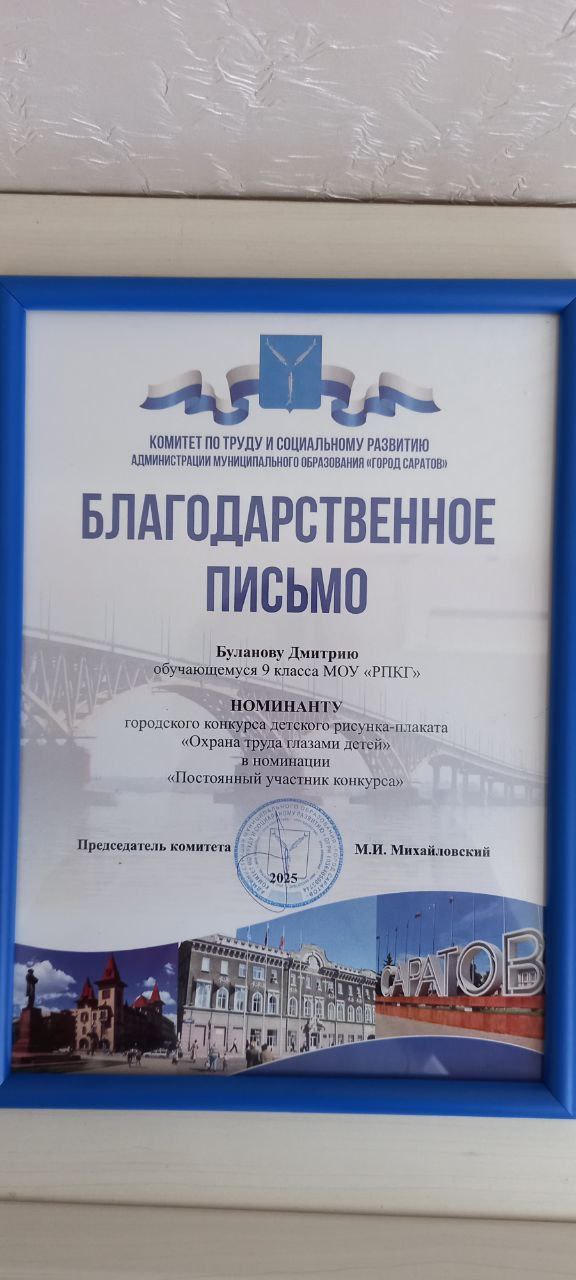 КОМИТЕТ ПО ТРУДУ И СОЦИАЛЬНОМУ РАЗВИТИЮ
АДМИНИСТРАЦИИ МУНИЦИПАЛЬНОГО ОБРАЗОВАНИЯ «ГОРОД САРАТОВ»
БЛАГОДАРСТВЕННОЕ
ПИСЬМО
Буланову Дмитрию
обучающемуся 9 класса МОУ «РПКГ»
НОМИНАНТУ
городского конкурса детского рисунка-плаката
«Охрана труда глазами детей»
в номинации
«Постоянный участник конкурса»
Председатель комитета
М.И. Михайловский
2025
САРАТОВ